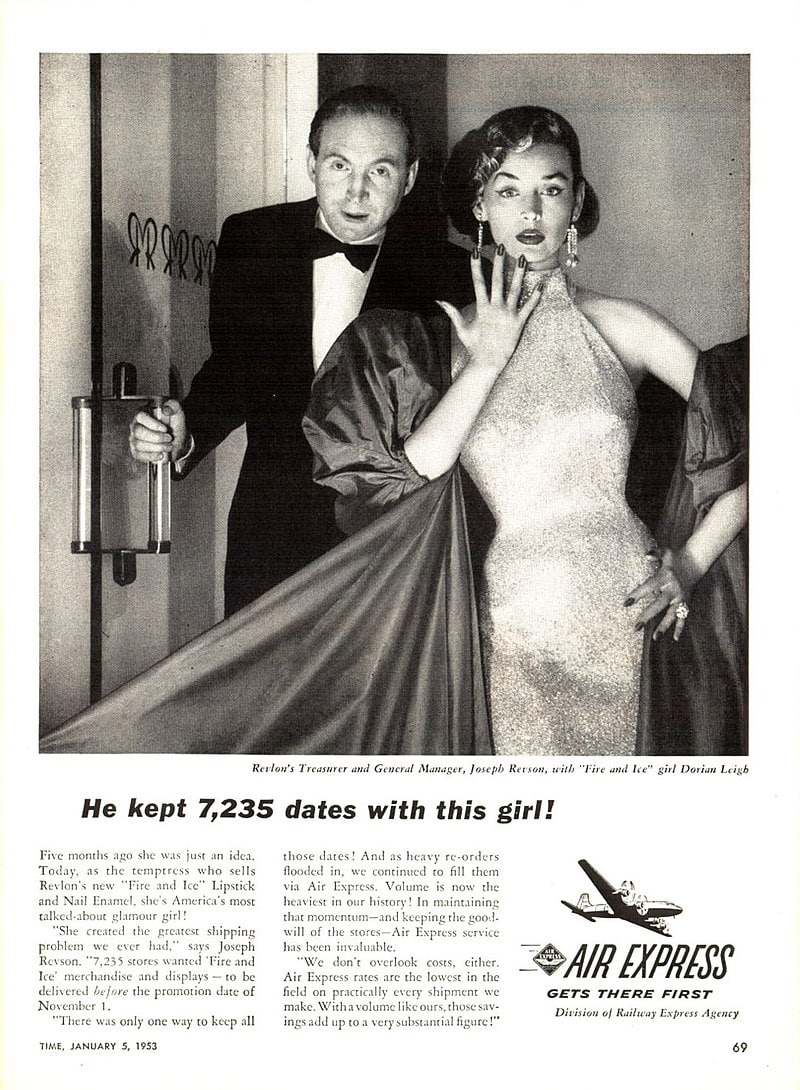 Revlon's Treasurer and General Manager, Joseph Revson, with "Fire and Ice" girl Dorian Leigh
He kept 7,235 dates with this girl!
Five months ago she was just an idea.
Today, as the temptress who sells
Revlon's new "Fire and Ice" Lipstick
and Nail Enamel, she's America's most
talked-about glamour girl!
"She created the greatest shipping
problem we ever had," says Joseph
Revson. "7,235 stores wanted 'Fire and
Ice' merchandise and displays — to be
delivered before the promotion date of
November 1.
"There was only one way to keep all
those dates! And as heavy re-orders
flooded in, we continued to fill them
via Air Express. Volume is now the
heaviest in our history! In maintaining
that momentum—and keeping the good-
will of the stores—Air Express service
has been invaluable.
"We don't overlook costs, either.
Air Express rates are the lowest in the
field on practically every shipment we
make. With a volume like ours, those sav-
ings add up to a very substantial figure!"
AIR EXPRESS
AIR EXPRESS
GETS THERE FIRST
Division of Railway Express Agency
TIME, JANUARY 5, 1953
69